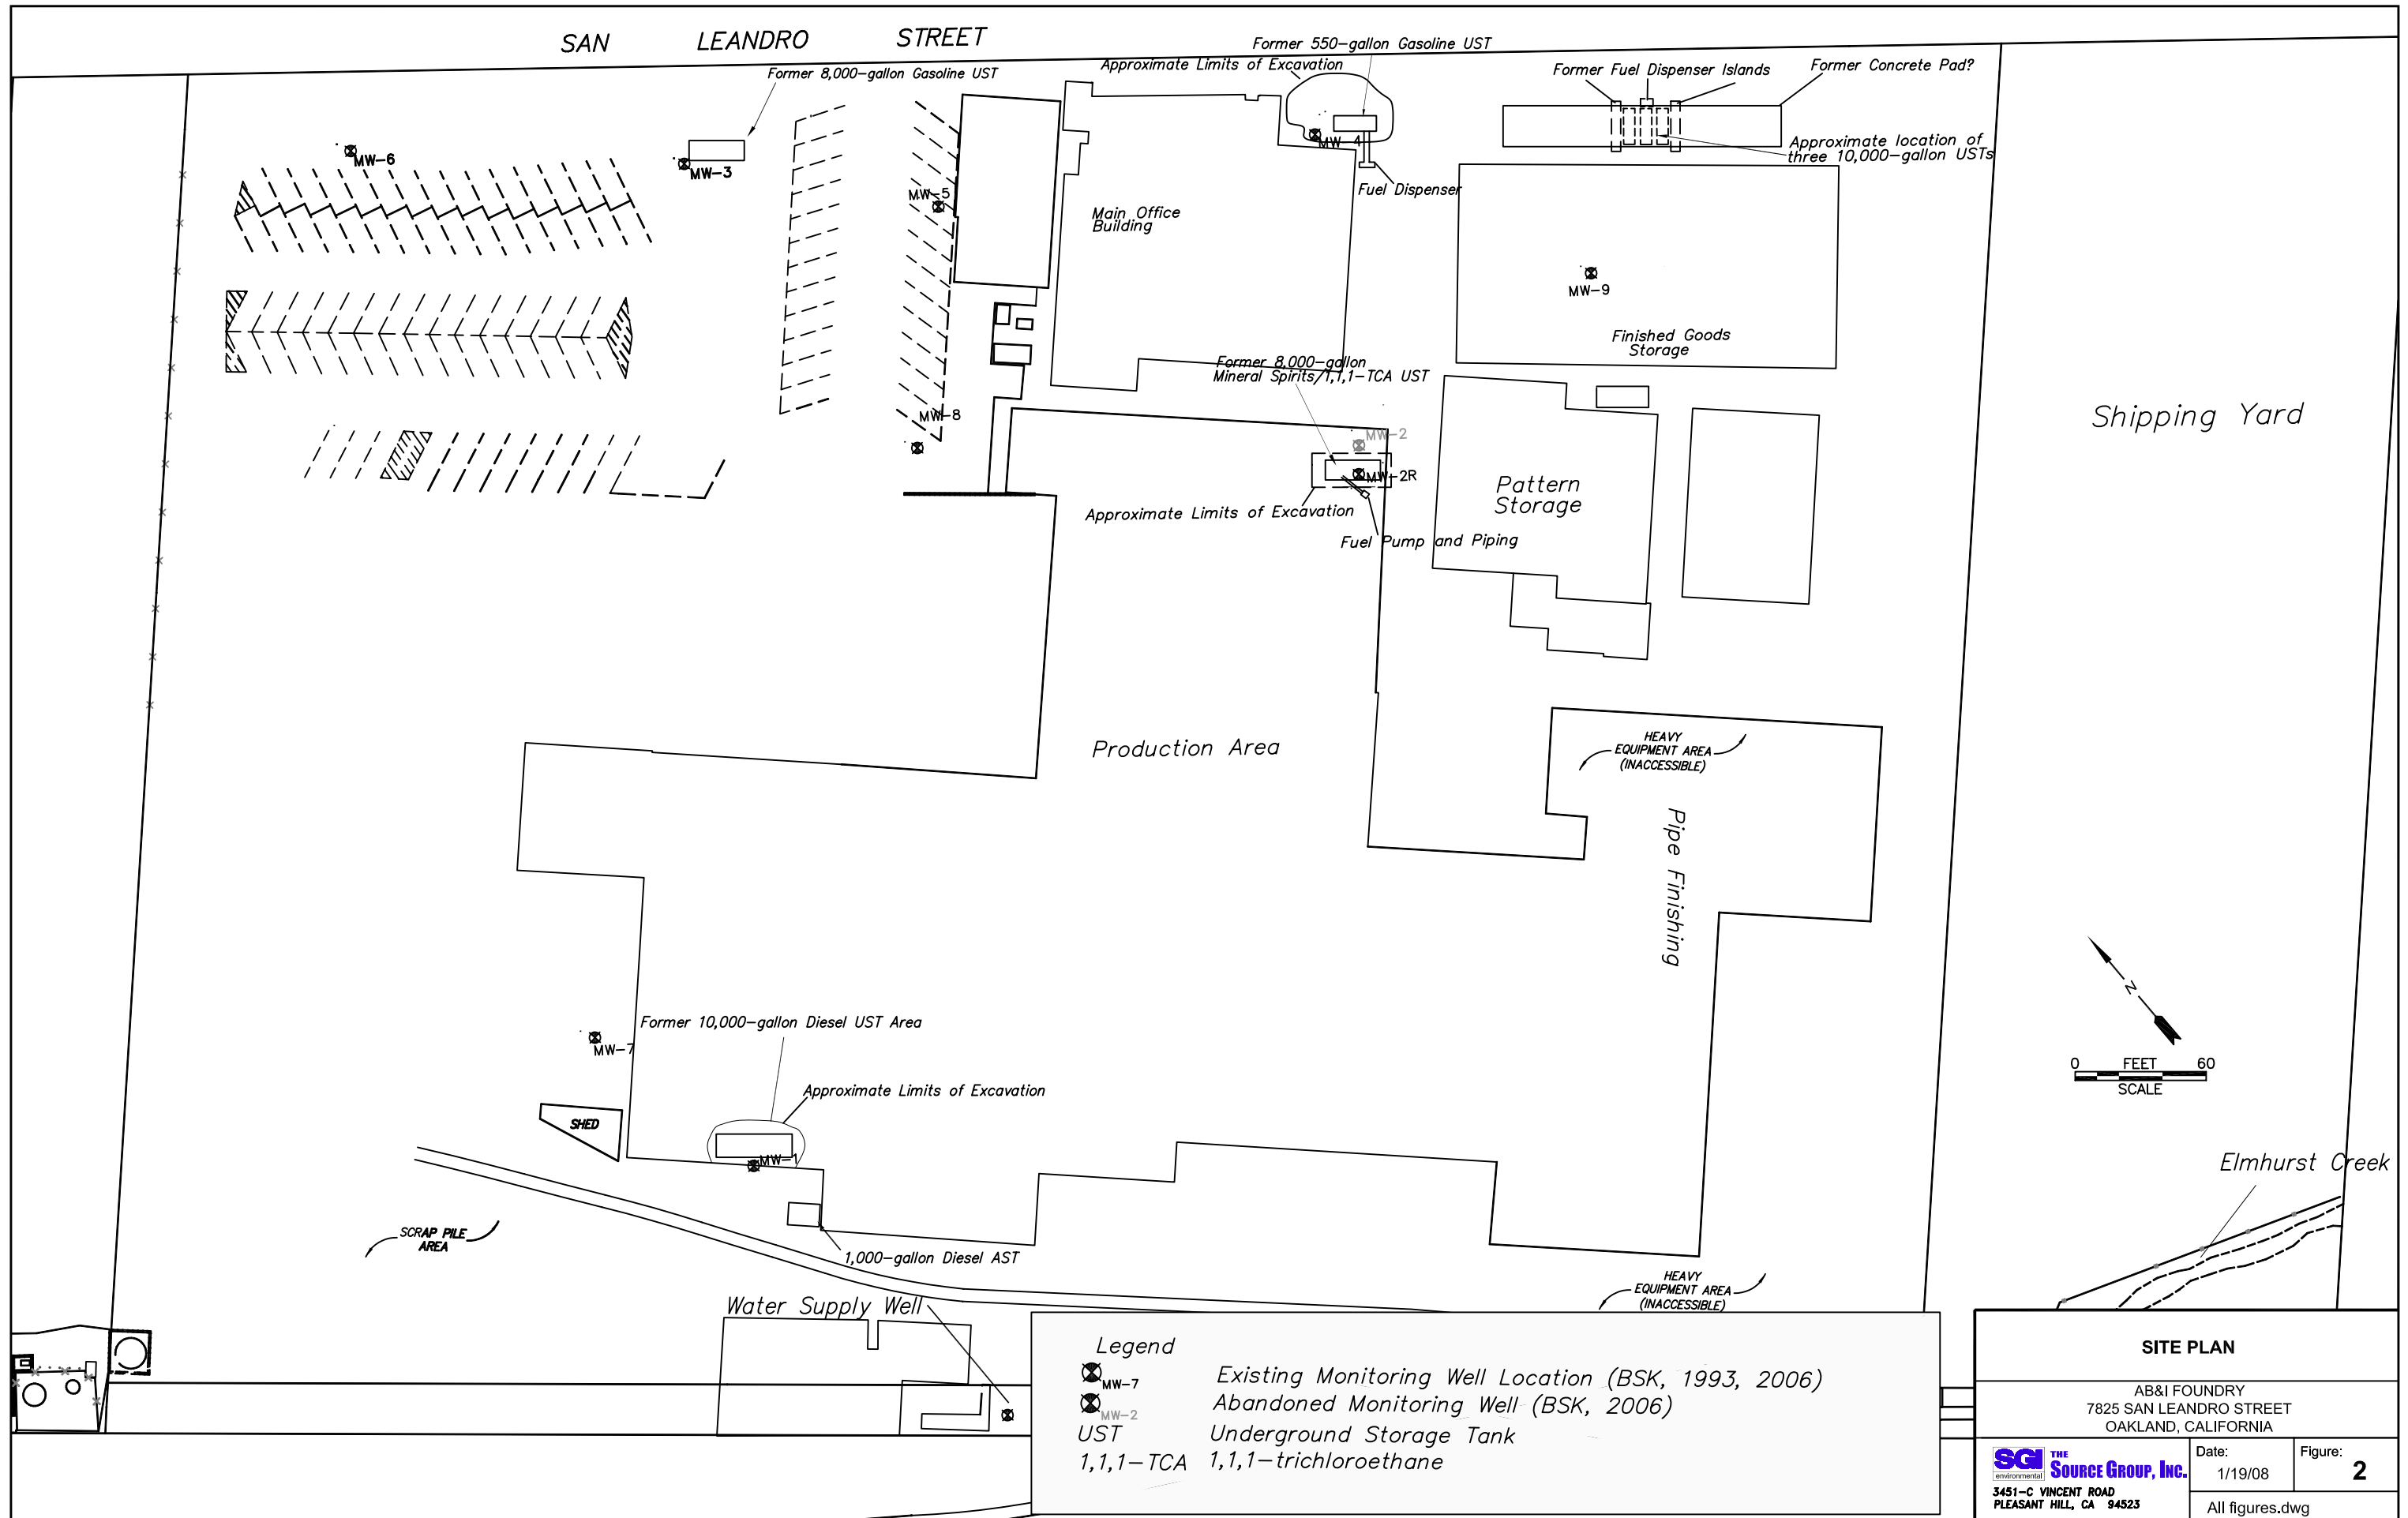 SAN LEANDRO STREET
Former 550-gallon Gasoline UST
Approximate Limits of Excavation
Former 8,000-gallon Gasoline UST
Former Fuel Dispenser Islands
Former Concrete Pad?
MW-6
MW-3
MW-5
MW-4
Approximate location of
three 10,000-gallon USTs
Fuel Dispenser
Main Office
Building
MW-9
Finished Goods
Storage
Former 8,000-gallon
Mineral Spirits/1,1,1-TCA UST
MW-8
MW-2
MW-2R
Shipping Yard
Pattern
Storage
Approximate Limits of Excavation
Fuel Pump and Piping
Production Area
HEAVY
EQUIPMENT AREA
(INACCESSIBLE)
Pipe Finishing
N
0 FEET 60
SCALE
Former 10,000-gallon Diesel UST Area
MW-7
Approximate Limits of Excavation
SHED
MW-1
Elmhurst Creek
SCRAP PILE
AREA
1,000-gallon Diesel AST
HEAVY
EQUIPMENT AREA
(INACCESSIBLE)
Water Supply Well
Legend
MW-7 Existing Monitoring Well Location (BSK, 1993, 2006)
MW-2 Abandoned Monitoring Well (BSK, 2006)
UST Underground Storage Tank
1,1,1-TCA 1,1,1-trichloroethane
SITE PLAN
AB&I FOUNDRY
7825 SAN LEANDRO STREET
OAKLAND, CALIFORNIA
SGI
environmental
THE
SOURCE GROUP, INC.
3451-C VINCENT ROAD
PLEASANT HILL, CA 94523
Date:
1/19/08
Figure:
2
All figures.dwg